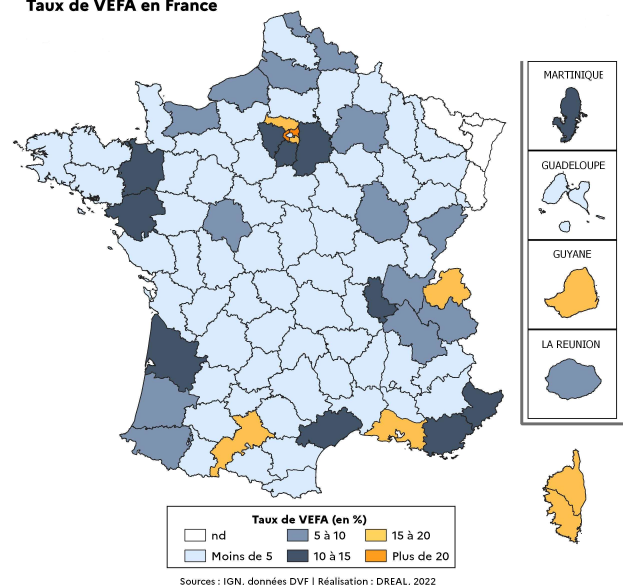 Taux de VEFA en France
MARTINIQUE
GUADELOUPE
GUYANE
LA REUNION
Taux de VEFA (en %)
nd
5 à 10
15 à 20
Moins de 5
10 à 15
Plus de 20
Sources : IGN, données DVF | Réalisation : DREAL, 2022